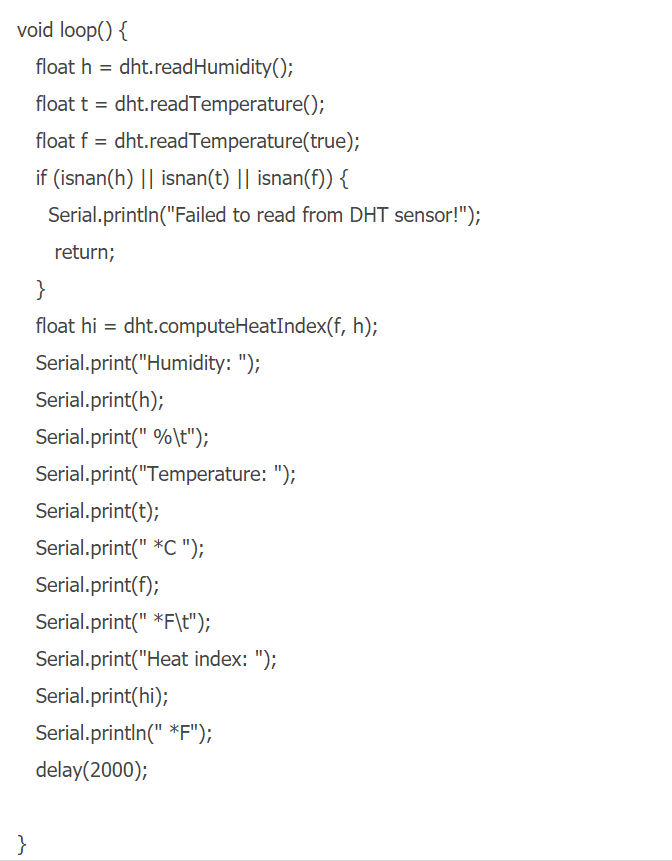 void loop() {
float h = dht.readHumidity();
float t = dht.readTemperature();
float f = dht.readTemperature(true);
if (isnan(h) || isnan(t) || isnan(f)) {
Serial.println("Failed to read from DHT sensor!");
return;
}
float hi = dht.computeHeatIndex(f, h);
Serial.print("Humidity: ");
Serial.print(h);
Serial.print(" %\t");
Serial.print("Temperature: ");
Serial.print(t);
Serial.print(" *C ");
Serial.print(f);
Serial.print(" *F\t");
Serial.print("Heat index: ");
Serial.print(hi);
Serial.println(" *F");
delay(2000);
}